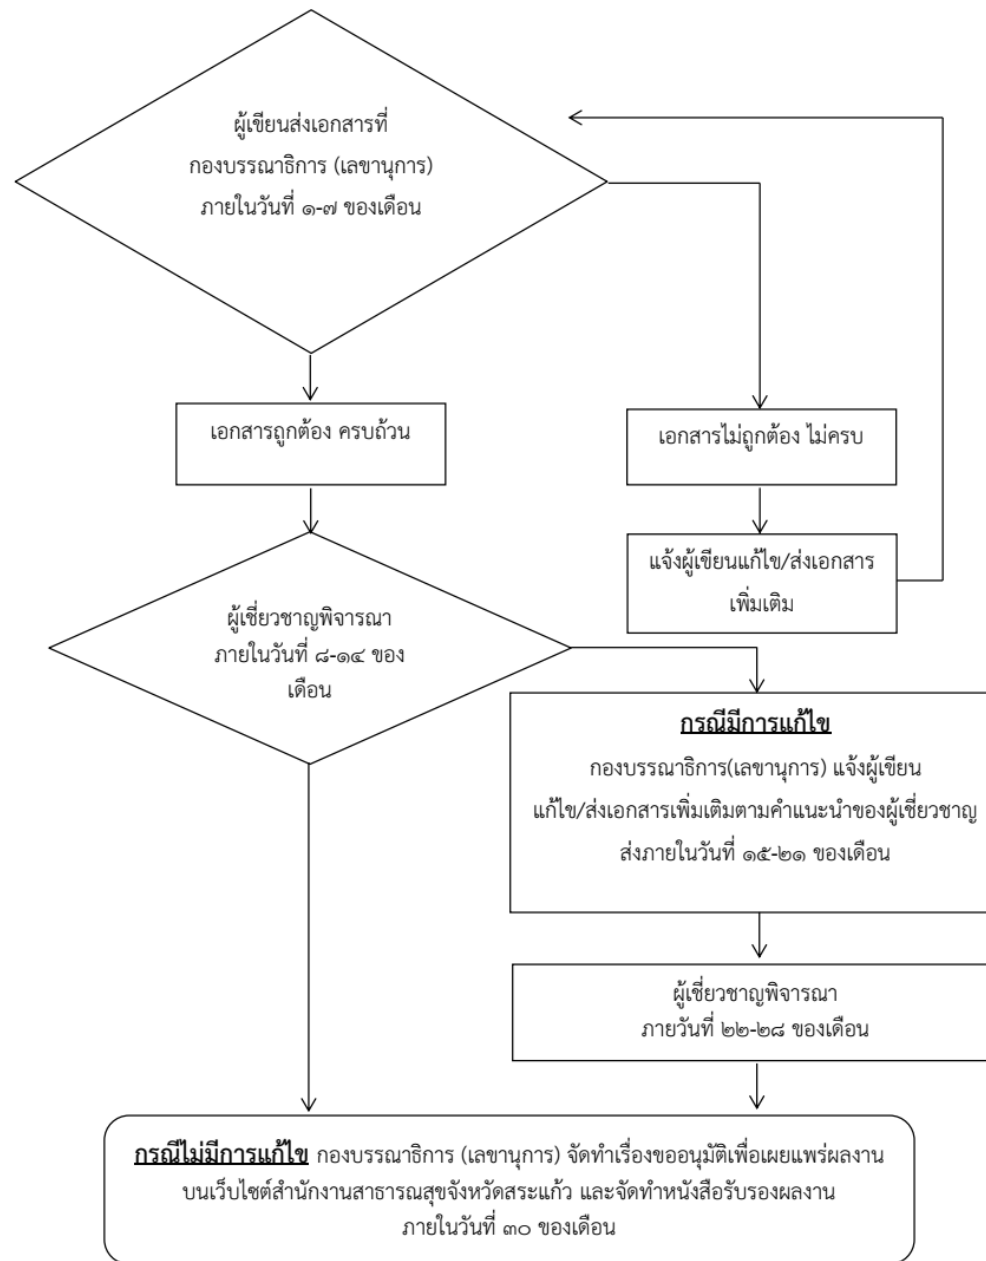 ผู้เขียนส่งเอกสารที่
กองบรรณาธิการ (เลขานุการ)
ภายในวันที่ ๑-๗ ของเดือน
เอกสารถูกต้อง ครบถ้วน
เอกสารไม่ถูกต้อง ไม่ครบ
แจ้งผู้เขียนแก้ไข/ส่งเอกสาร
เพิ่มเติม
ผู้เชี่ยวชาญพิจารณา
ภายในวันที่ ๘-๑๔ ของ
เดือน
กรณีมีการแก้ไข
กองบรรณาธิการ(เลขานุการ) แจ้งผู้เขียน
แก้ไข/ส่งเอกสารเพิ่มเติมตามคำแนะนำของผู้เชี่ยวชาญ
ส่งภายในวันที่ ๑๕-๒๑ ของเดือน
ผู้เชี่ยวชาญพิจารณา
ภายวันที่ ๒๒-๒๘ ของเดือน
กรณีไม่มีการแก้ไข กองบรรณาธิการ (เลขานุการ) จัดทำเรื่องขออนุมัติเพื่อเผยแพร่ผลงาน
บนเว็บไซต์สำนักงานสาธารณสุขจังหวัดสระแก้ว และจัดทำหนังสือรับรองผลงาน
ภายในวันที่ ๓๐ ของเดือน